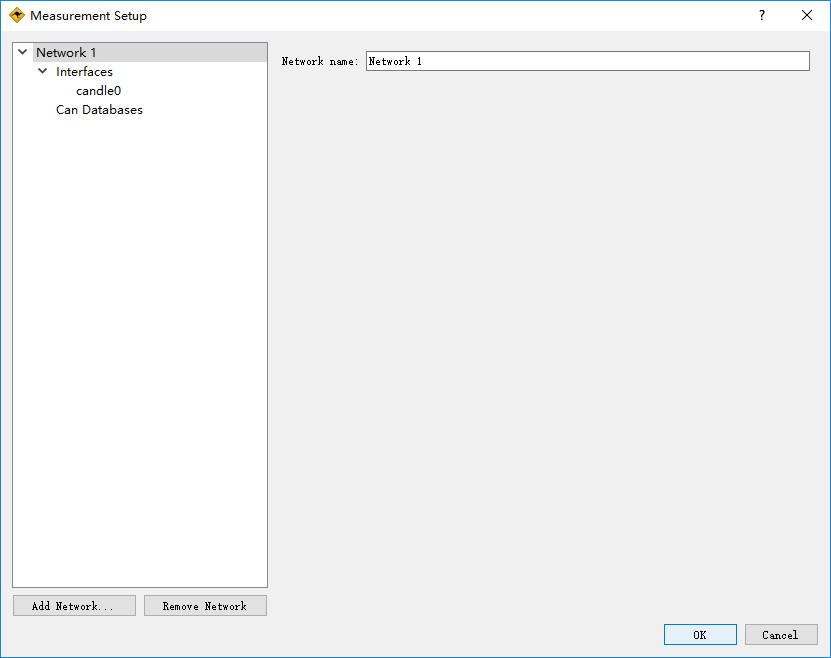 Measurement Setup
?
Network 1
Interfaces
candle0
Can Databases
Network name: Network 1
Add Network...
Remove Network
OK
Cancel